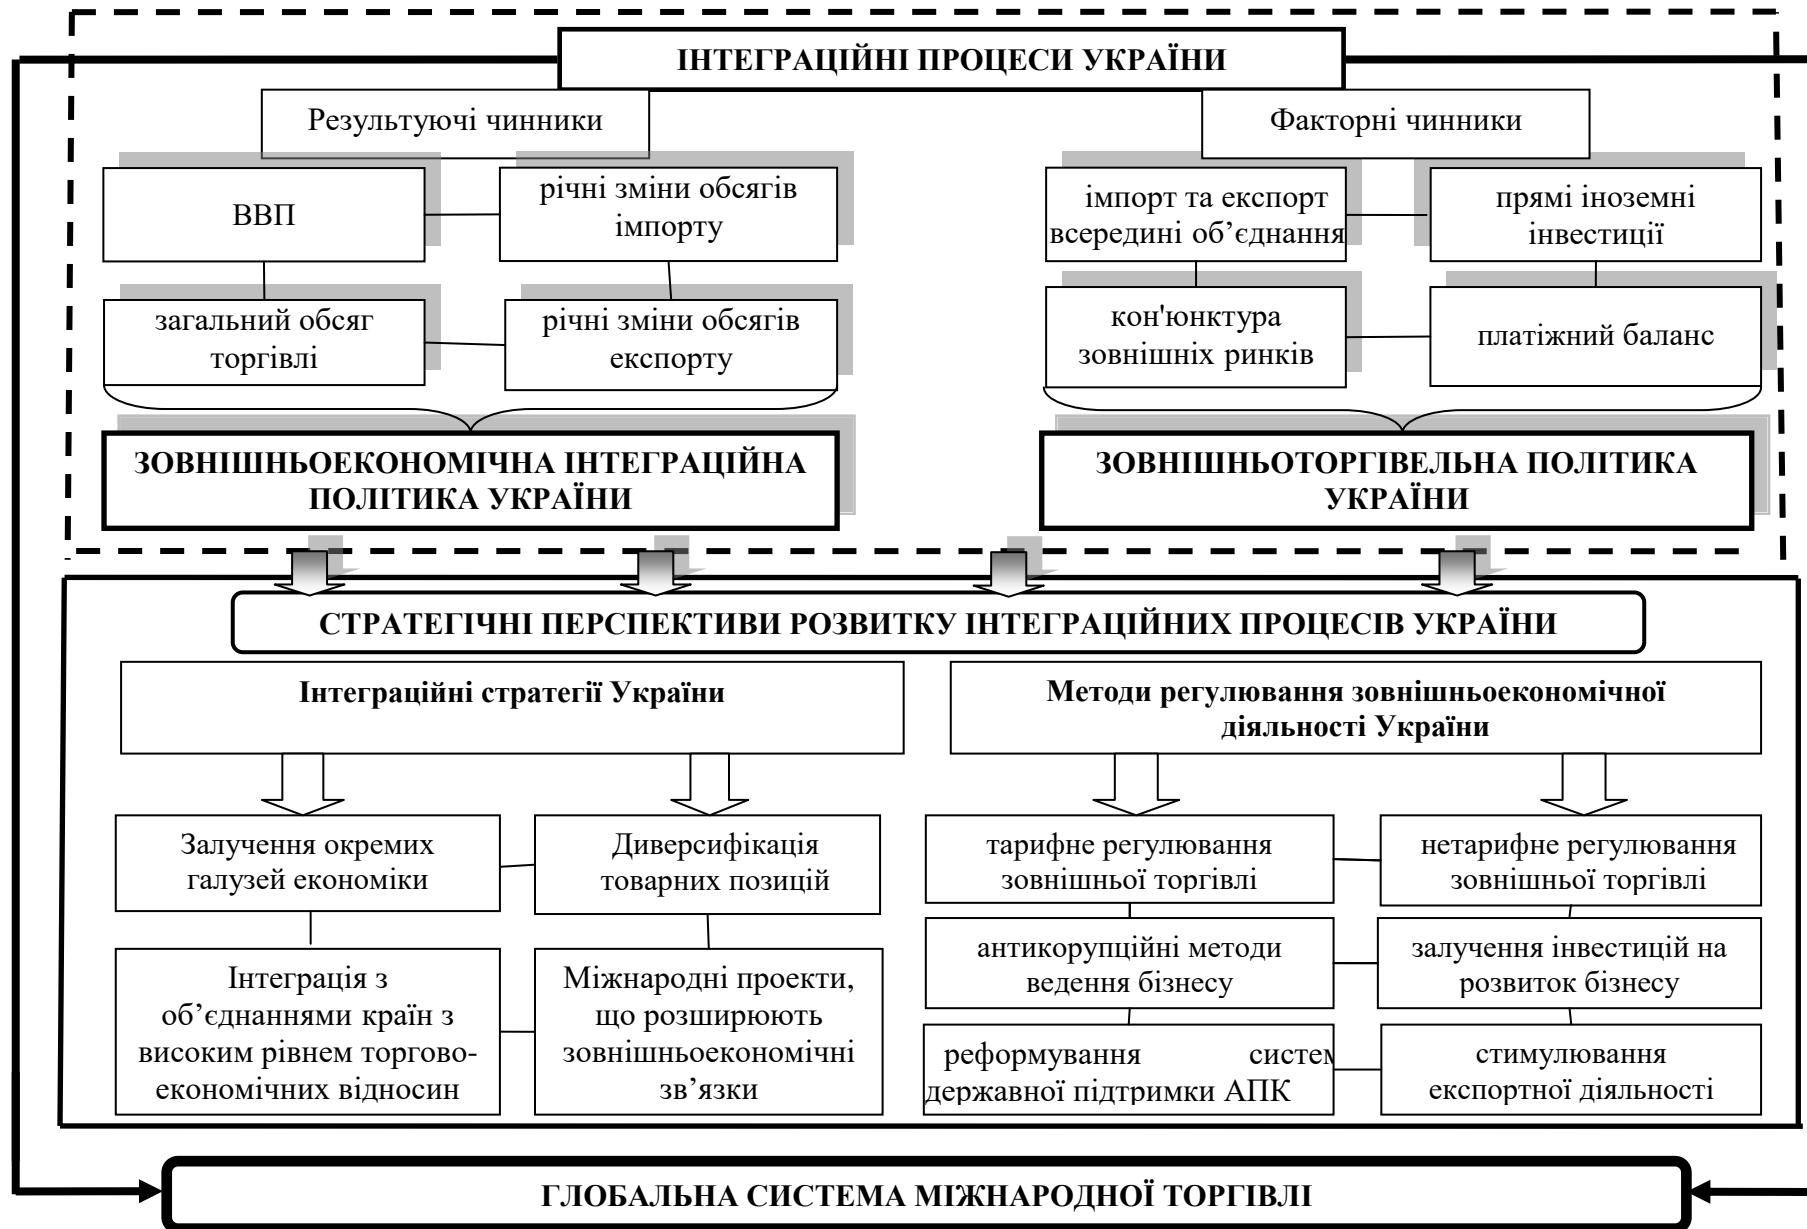 ІНТЕГРАЦІЙНІ ПРОЦЕСИ УКРАЇНИ
Результуючі чинники
Факторні чинники
ВВП
річні зміни обсягів
імпорту
імпорт та експорт
всередині об’єднання
прямі іноземні
інвестиції
загальний обсяг
торгівлі
річні зміни обсягів
експорту
кон'юнктура
зовнішніх ринків
платіжний баланс
ЗОВНІШНЬОЕКОНОМІЧНА ІНТЕГРАЦІЙНА
ПОЛІТИКА УКРАЇНИ
ЗОВНІШНЬОТОРГІВЕЛЬНА ПОЛІТИКА
УКРАЇНИ
СТРАТЕГІЧНІ ПЕРСПЕКТИВИ РОЗВИТКУ ІНТЕГРАЦІЙНИХ ПРОЦЕСІВ УКРАЇНИ
Інтеграційні стратегії України
Методи регулювання зовнішньоекономічної
діяльності України
Залучення окремих
галузей економіки
Диверсифікація
товарних позицій
тарифне регулювання
зовнішньої торгівлі
нетарифне регулювання
зовнішньої торгівлі
Інтеграція з
об’єднаннями країн з
високим рівнем торгово-
економічних відносин
Міжнародні проекти,
що розширюють
зовнішньоекономічні
зв’язки
антикорупційні методи
ведення бізнесу
залучення інвестицій на
розвиток бізнесу
реформування систем
державної підтримки АПК
стимулювання
експортної діяльності
ГЛОБАЛЬНА СИСТЕМА МІЖНАРОДНОЇ ТОРГІВЛІ